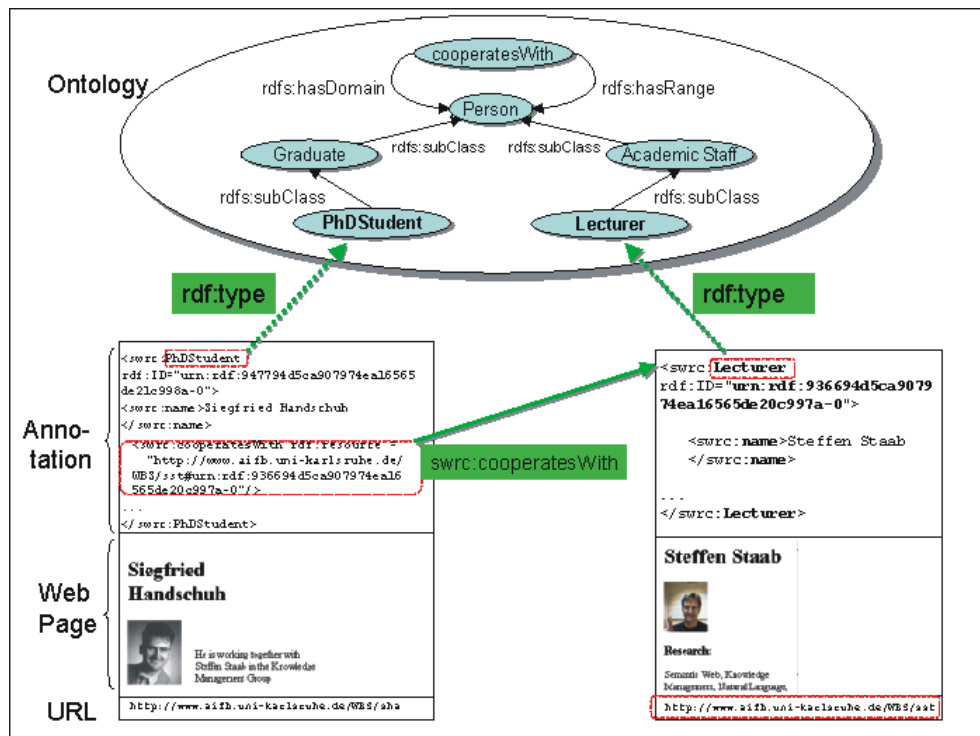 cooperatesWith
Ontology
rdfs:hasDomain
rdfs:hasRange
Person
Graduate
rdfs:subClass
rdfs:subClass
Academic Staff
rdfs:subClass
rdfs:subClass
PhDStudent
Lecturer
rdf:type
rdf:type
Anno-
tation
<swrc:PhDStudent
rdf:ID="urn:rdf:947794d5ca907974ea16565
de21c998a-0">
<swrc:name>Siegfried Handschuh
</swrc:name>
<swrc:cooperatesWith rdf:resource =
"http://www.aifb.uni-karlsruhe.de/
WBS/sst#urn:rdf:936694d5ca907974ea16
565de20c997a-0"/>
...
</swrc:PhDStudent>
swrc:cooperatesWith
<swrc:Lecturer
rdf:ID="urn:rdf:936694d5ca9079
74ea16565de20c997a-0">
<swrc:name>Steffen Staab
</swrc:name>
...
</swrc:Lecturer>
Web
Page
Siegfried
Handschuh
He is working together with
Steffen Staab in the Knowledge
Management Group
Steffen Staab
Research:
Semantic Web, Knowledge
Management, Natural Language,
URL
http://www.aifb.uni-karlsruhe.de/WBS/sha
http://www.aifb.uni-karlsruhe.de/WBS/sst